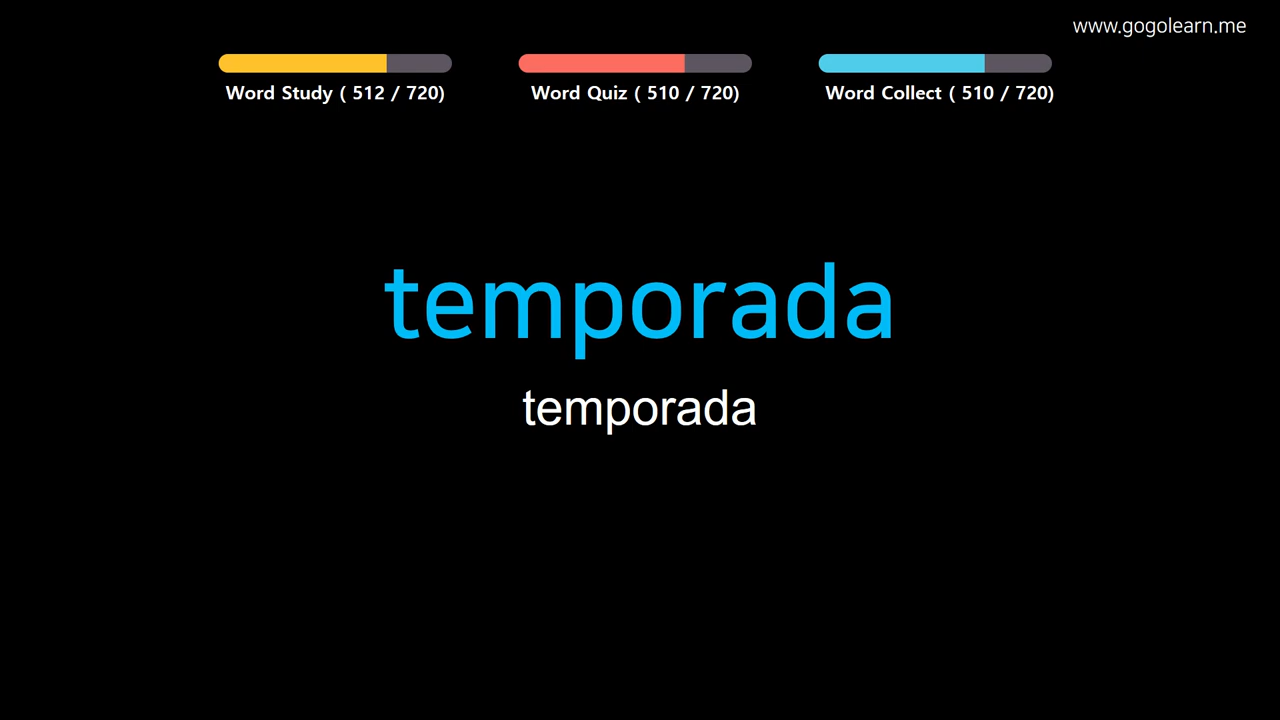 www.gogolearn.me
Word Study ( 512 / 720)
Word Quiz ( 510 / 720)
Word Collect ( 510 / 720)
temporada
temporada